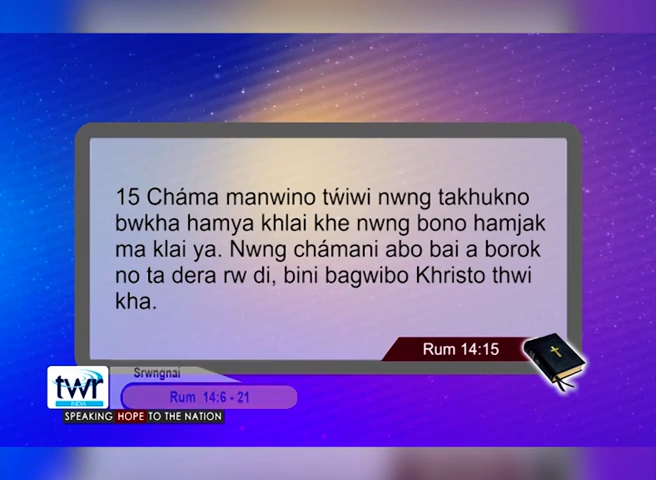 15 Cháma manwino tẃiwi nwng takhukno
bwkha hamya khlai khe nwng bono hamjak
ma klai ya. Nwng chámani abo bai a borok
no ta dera rw di, bini bagwibo Khristo thwi
kha.
Rum 14:15
Srwngnai
Rum 14:6 - 21
twr
INDIA
SPEAKING HOPE TO THE NATION